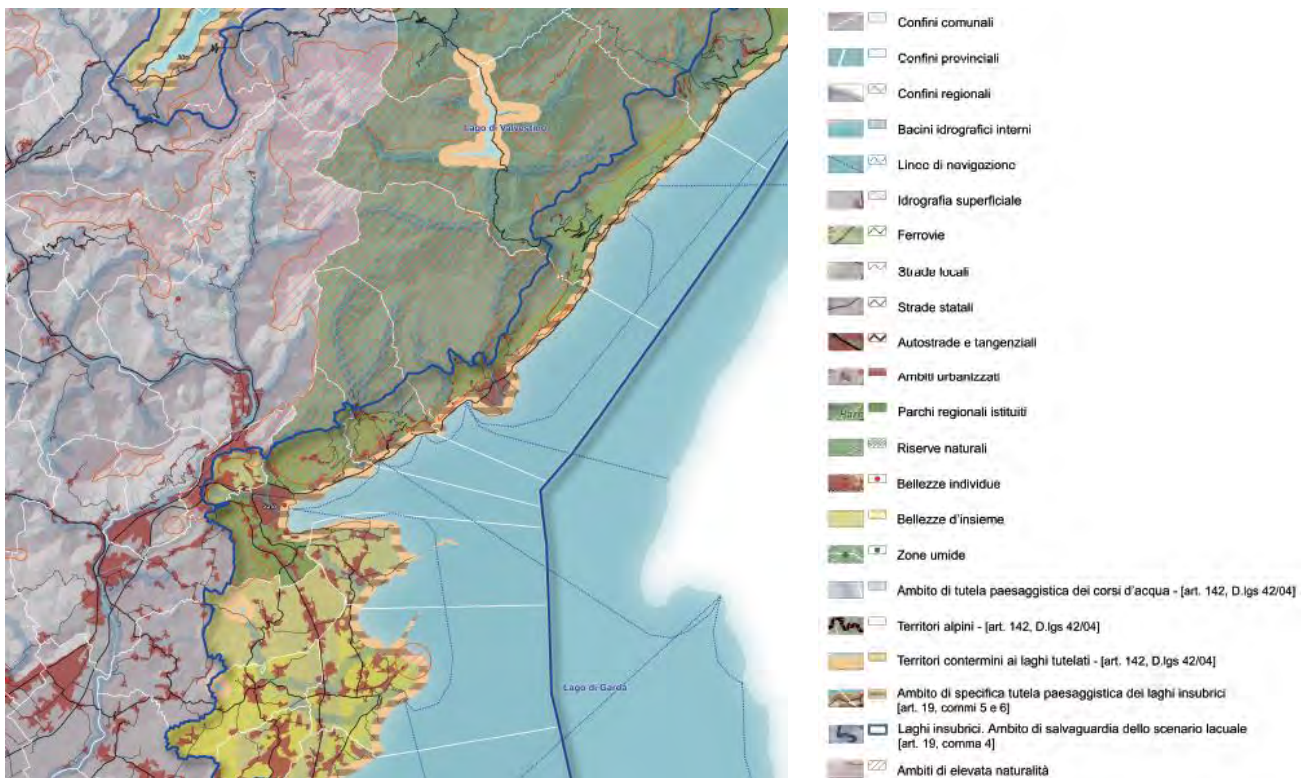 Lago di Valvestino
Lago di Garda
Confini comunali
Confini provinciali
Confini regionali
Bacini idrografici interni
Linee di navigazione
Idrografia superficiale
Ferrovie
Strade locali
Strade statali
Autostrade e tangenziali
Ambiti urbanizzati
Parchi regionali istituiti
Riserve naturali
Bellezze individue
Bellezze d'insieme
Zone umide
Ambito di tutela paesaggistica dei corsi d'acqua - [art. 142, D.lgs 42/04]
Territori alpini - [art. 142, D.lgs 42/04]
Territori contermini ai laghi tutelati - [art. 142, D.lgs 42/04]
Ambito di specifica tutela paesaggistica dei laghi insubrici
[art. 19, commi 5 e 6]
Laghi insubrici. Ambito di salvaguardia dello scenario lacuale
[art. 19, comma 4]
Ambiti di elevata naturalità